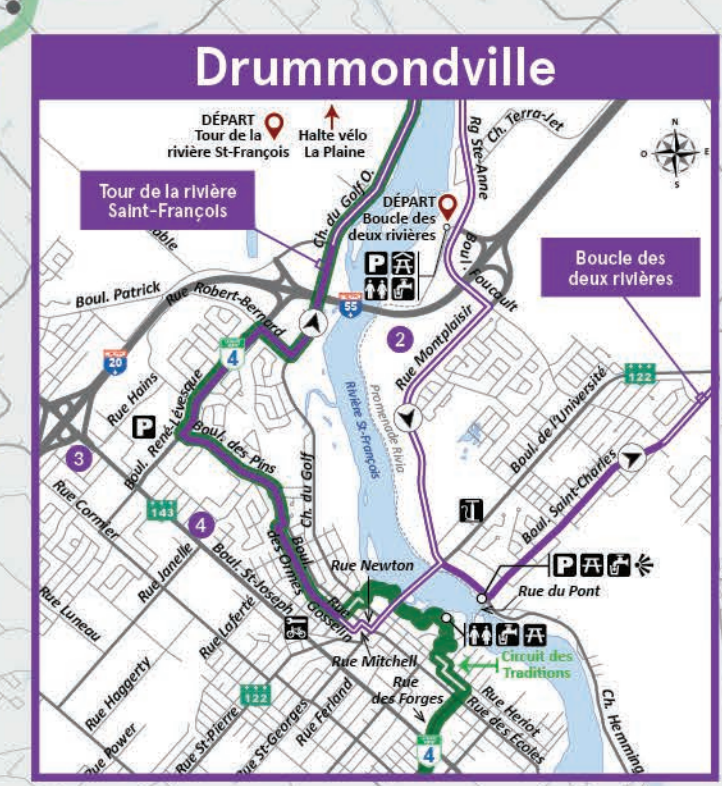 Drummondville
DÉPART
Tour de la
rivière St-François
Halte vélo
La Plaine
Ch. Terra-Jet
Rg Ste-Anne
N
O
E
S
Tour de la rivière
Saint-François
Ch. du Golf O.
DÉPART
Boucle des
deux rivières
P
Boul. Foucault
Boucle des
deux rivières
Boul. Patrick
Rue Robert-Bernard
55
4
20
2
Rue Montplaisir
Rue Hains
P
Boul. René-Lévesque
Boul. des Pins
Rivière St-François
Promenade Rivia
Boul. de l'Université
122
3
Rue Cormier
143
4
Ch. du Golf
Boul. Saint-Charles
Rue Janelle
Boul. St-Joseph
Boul.
des Ormes
Rue Newton
P
Rue du Pont
Rue Luneau
Rue Laferté
Rue
Gosselin
Rue Mitchell
Circuit des
Traditions
Rue Haggerty
122
Rue
des Forges
Rue Heriot
Rue des Écoles
Ch. Hemming
Rue Power
Rue St-Pierre
Rue St-Georges
Rue Ferland
4